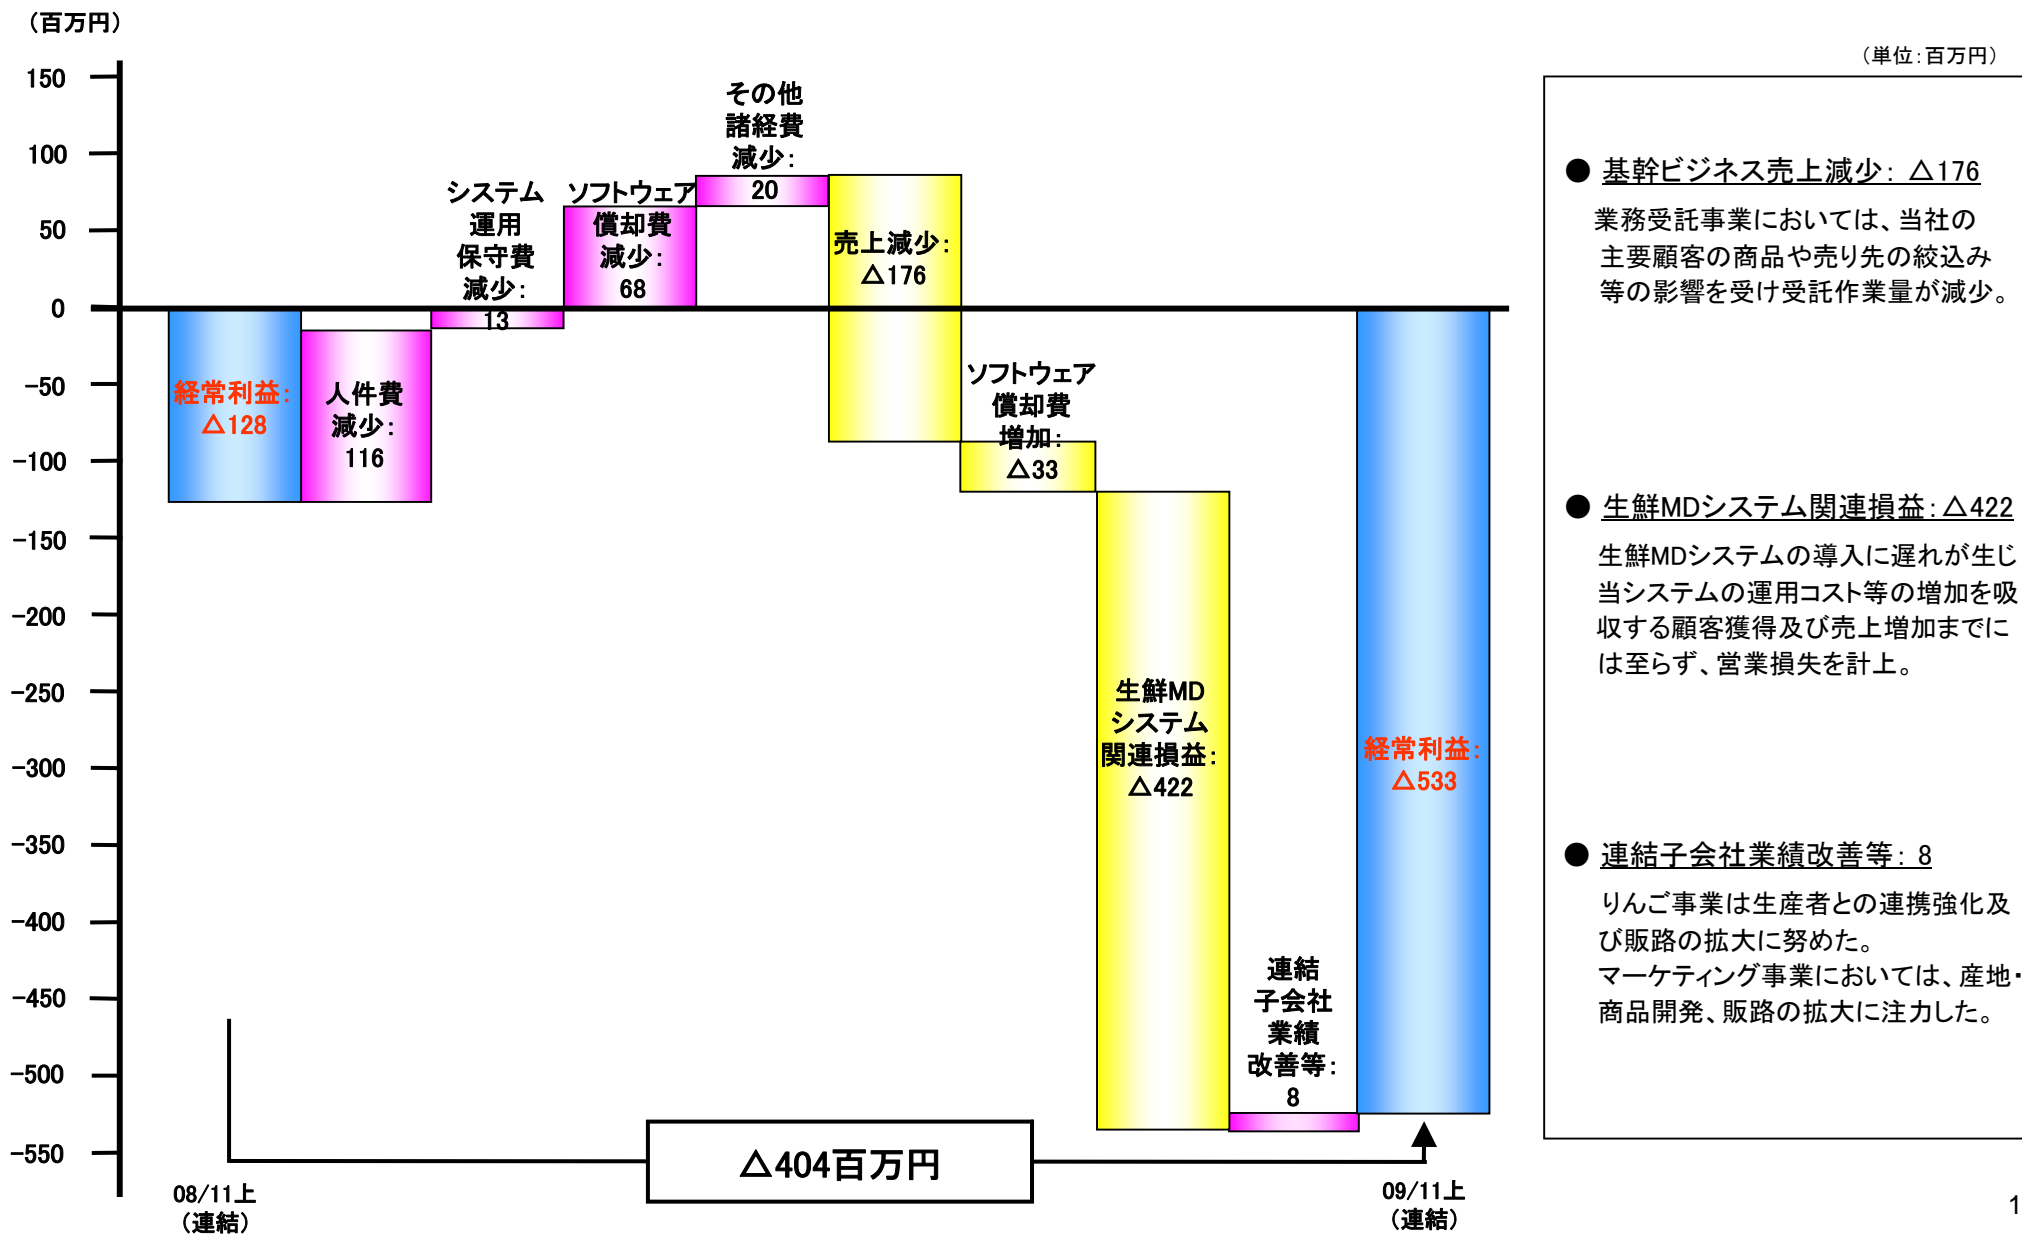 （百万円）
（単位：百万円）
150
100
50
0
−50
−100
−150
−200
−250
−300
−350
−400
−450
−500
−550
経常利益：
△128
人件費
減少：
116
システム
運用
保守費
減少：
13
ソフトウェア
償却費
減少：
68
その他
諸経費
減少：
20
売上減少：
△176
ソフトウェア
償却費
増加：
△33
生鮮MD
システム
関連損益：
△422
連結
子会社
業績
改善等：
8
経常利益：
△533
△404百万円
08/11上
（連結）
09/11上
（連結）
● 基幹ビジネス売上減少： △176
業務受託事業においては、当社の
主要顧客の商品や売り先の絞込み
等の影響を受け受託作業量が減少。
● 生鮮MDシステム関連損益：△422
生鮮MDシステムの導入に遅れが生じ
当システムの運用コスト等の増加を吸
収する顧客獲得及び売上増加までに
は至らず、営業損失を計上。
● 連結子会社業績改善等： 8
りんご事業は生産者との連携強化及
び販路の拡大に努めた。
マーケティング事業においては、産地・
商品開発、販路の拡大に注力した。
1